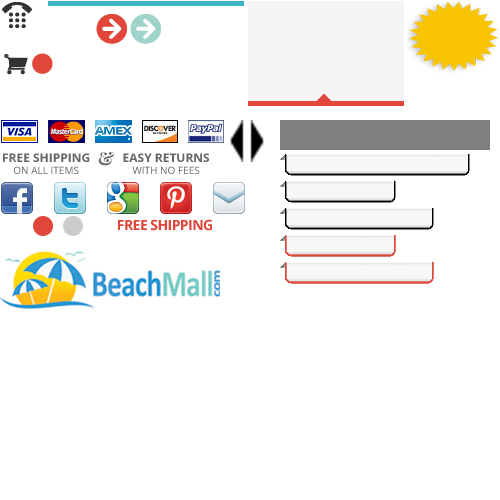 VISA
MasterCard
AMEX
DISCOVER
PayPal
FREE SHIPPING & EASY RETURNS
ON ALL ITEMS WITH NO FEES
f
t
g
P
FREE SHIPPING
BeachMall.com